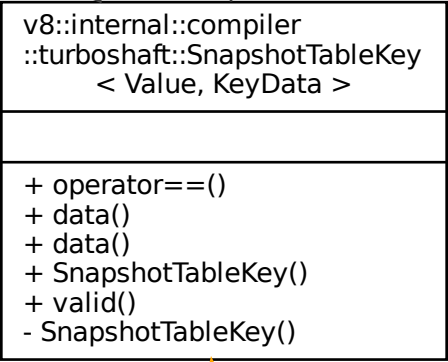 v8::internal::compiler
::turboshaft::SnapshotTableKey
< Value, KeyData >
+ operator==()
+ data()
+ data()
+ SnapshotTableKey()
+ valid()
- SnapshotTableKey()